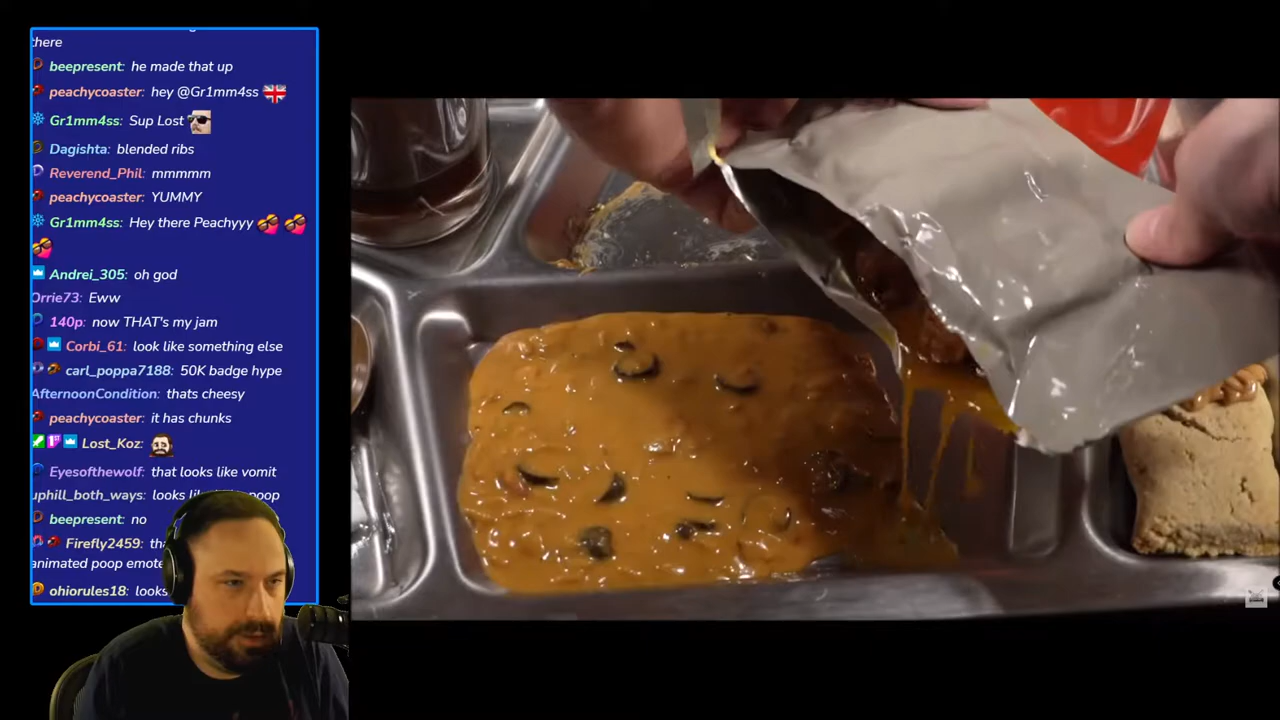 there
beepresent: he made that up
peachycoaster: hey @Gr1mm4ss
Gr1mm4ss: Sup Lost
Dagishta: blended ribs
Reverend_Phil: mmmmm
peachycoaster: YUMMY
Gr1mm4ss: Hey there Peachyyy
Andrei_305: oh god
Orrie73: Eww
140p: now THAT's my jam
Corbi_61: look like something else
carl_poppa7188: 50K badge hype
AfternoonCondition: thats cheesy
peachycoaster: it has chunks
Lost_Koz:
Eyesofthewolf: that looks like vomit
uphill_both_ways: looks poop
beepresent: no
Firefly2459:
animated poop emote
ohiorules18: looks